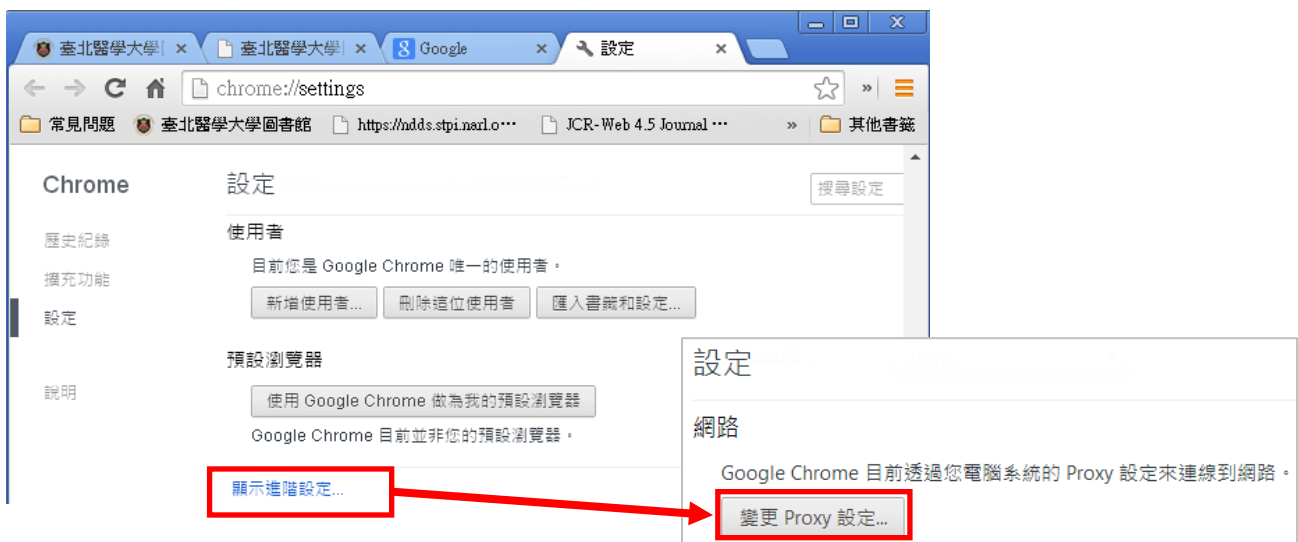 臺北醫學大學[
臺北醫學大學|
Google
設定
chrome://settings
常見問題
臺北醫學大學圖書館
https://ndds.stpi.narl.o···
JCR-Web 4.5 Journal ···
»
其他書籤
Chrome
設定
搜尋設定
歷史紀錄
擴充功能
設定
說明
使用者
目前您是 Google Chrome 唯一的使用者。
新增使用者...
刪除這位使用者
匯入書籤和設定...
預設瀏覽器
使用 Google Chrome 做為我的預設瀏覽器
Google Chrome 目前並非您的預設瀏覽器。
顯示進階設定...
設定
網路
Google Chrome 目前透過您電腦系統的 Proxy 設定來連線到網路。
變更 Proxy 設定...